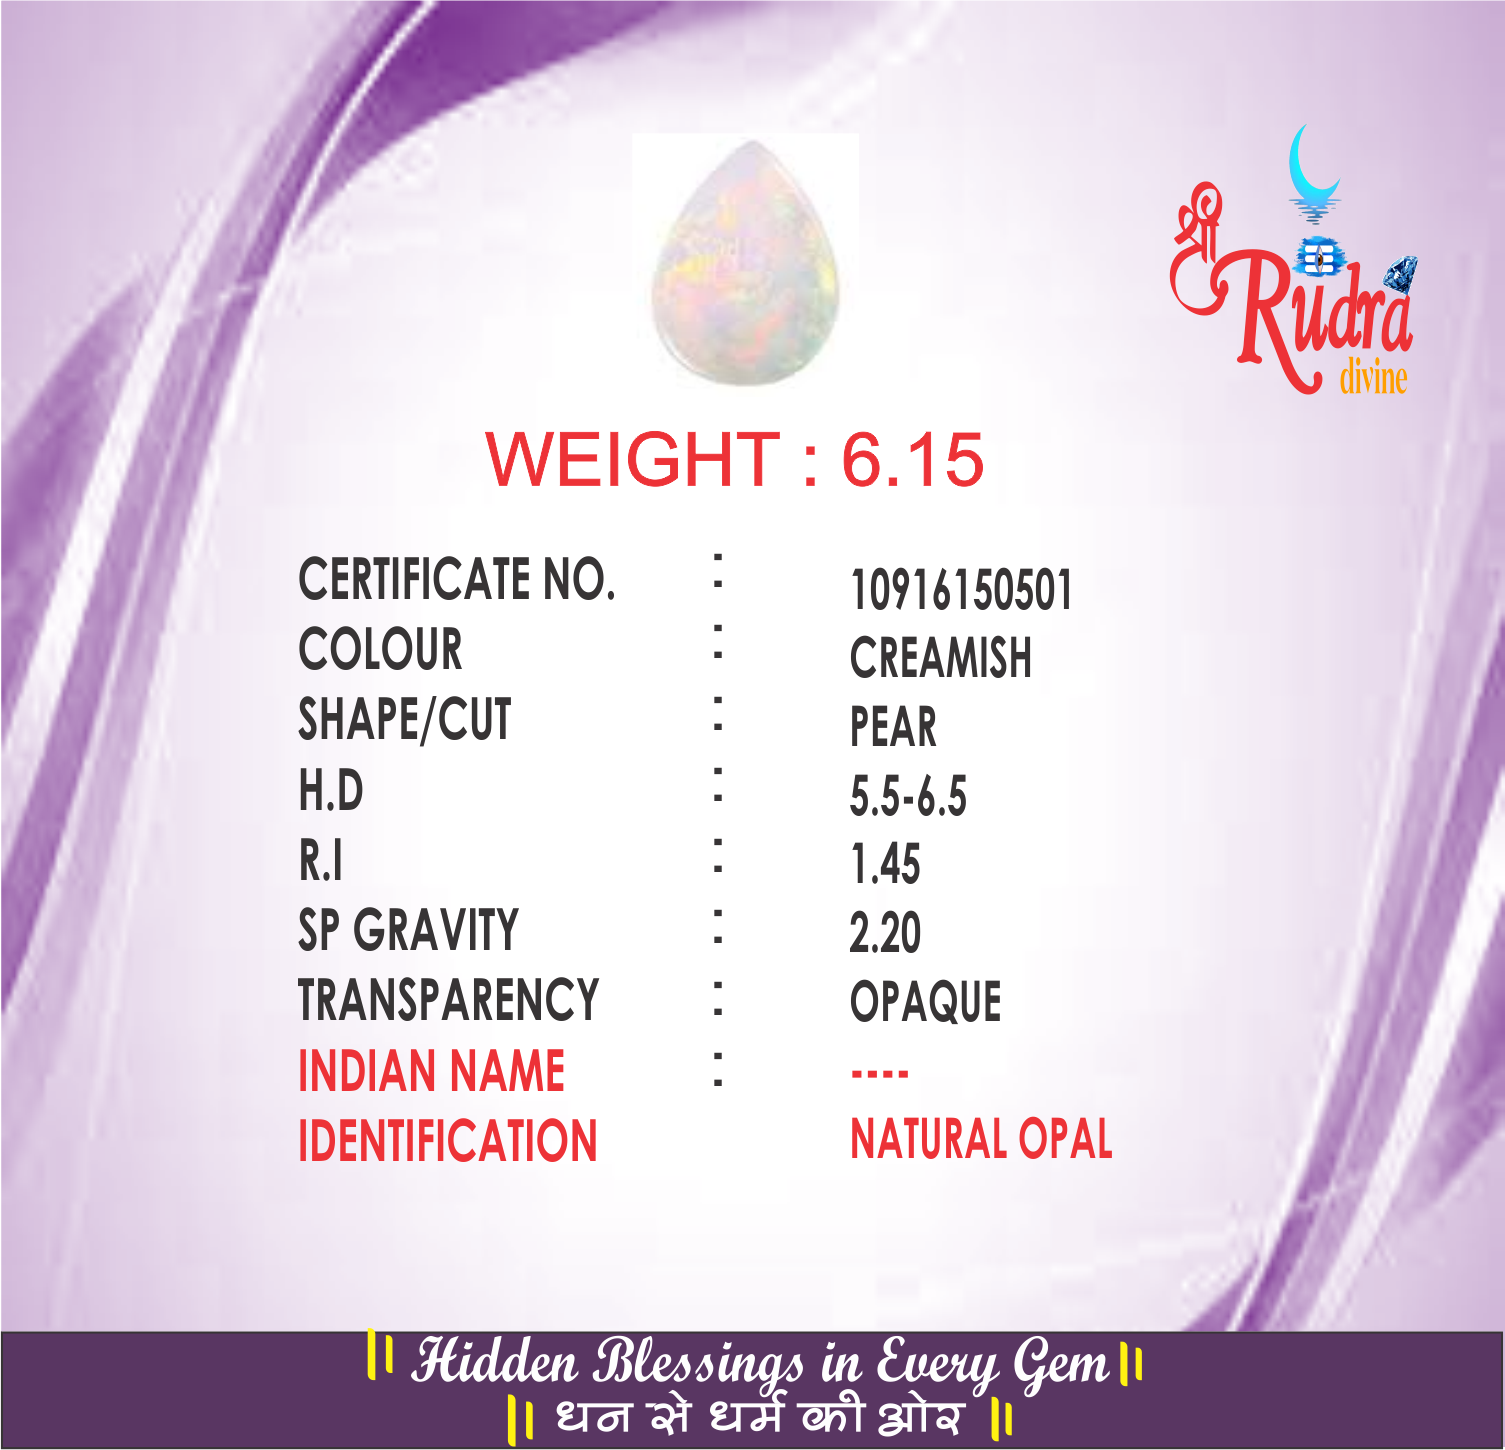 श्री
Rudra
divine
WEIGHT : 6.15
CERTIFICATE NO. : 10916150501
COLOUR : CREAMISH
SHAPE/CUT : PEAR
H.D : 5.5-6.5
R.I : 1.45
SP GRAVITY : 2.20
TRANSPARENCY : OPAQUE
INDIAN NAME : ----
IDENTIFICATION NATURAL OPAL
|| Hidden Blessings in Every Gem ||
|| धन से धर्म की ओर ||